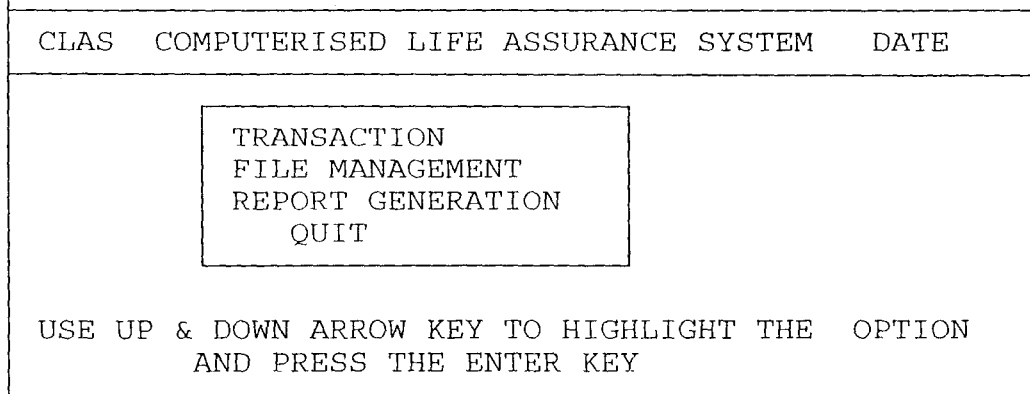 CLAS COMPUTERISED LIFE ASSURANCE SYSTEM DATE
TRANSACTION
FILE MANAGEMENT
REPORT GENERATION
QUIT
USE UP & DOWN ARROW KEY TO HIGHLIGHT THE OPTION
AND PRESS THE ENTER KEY